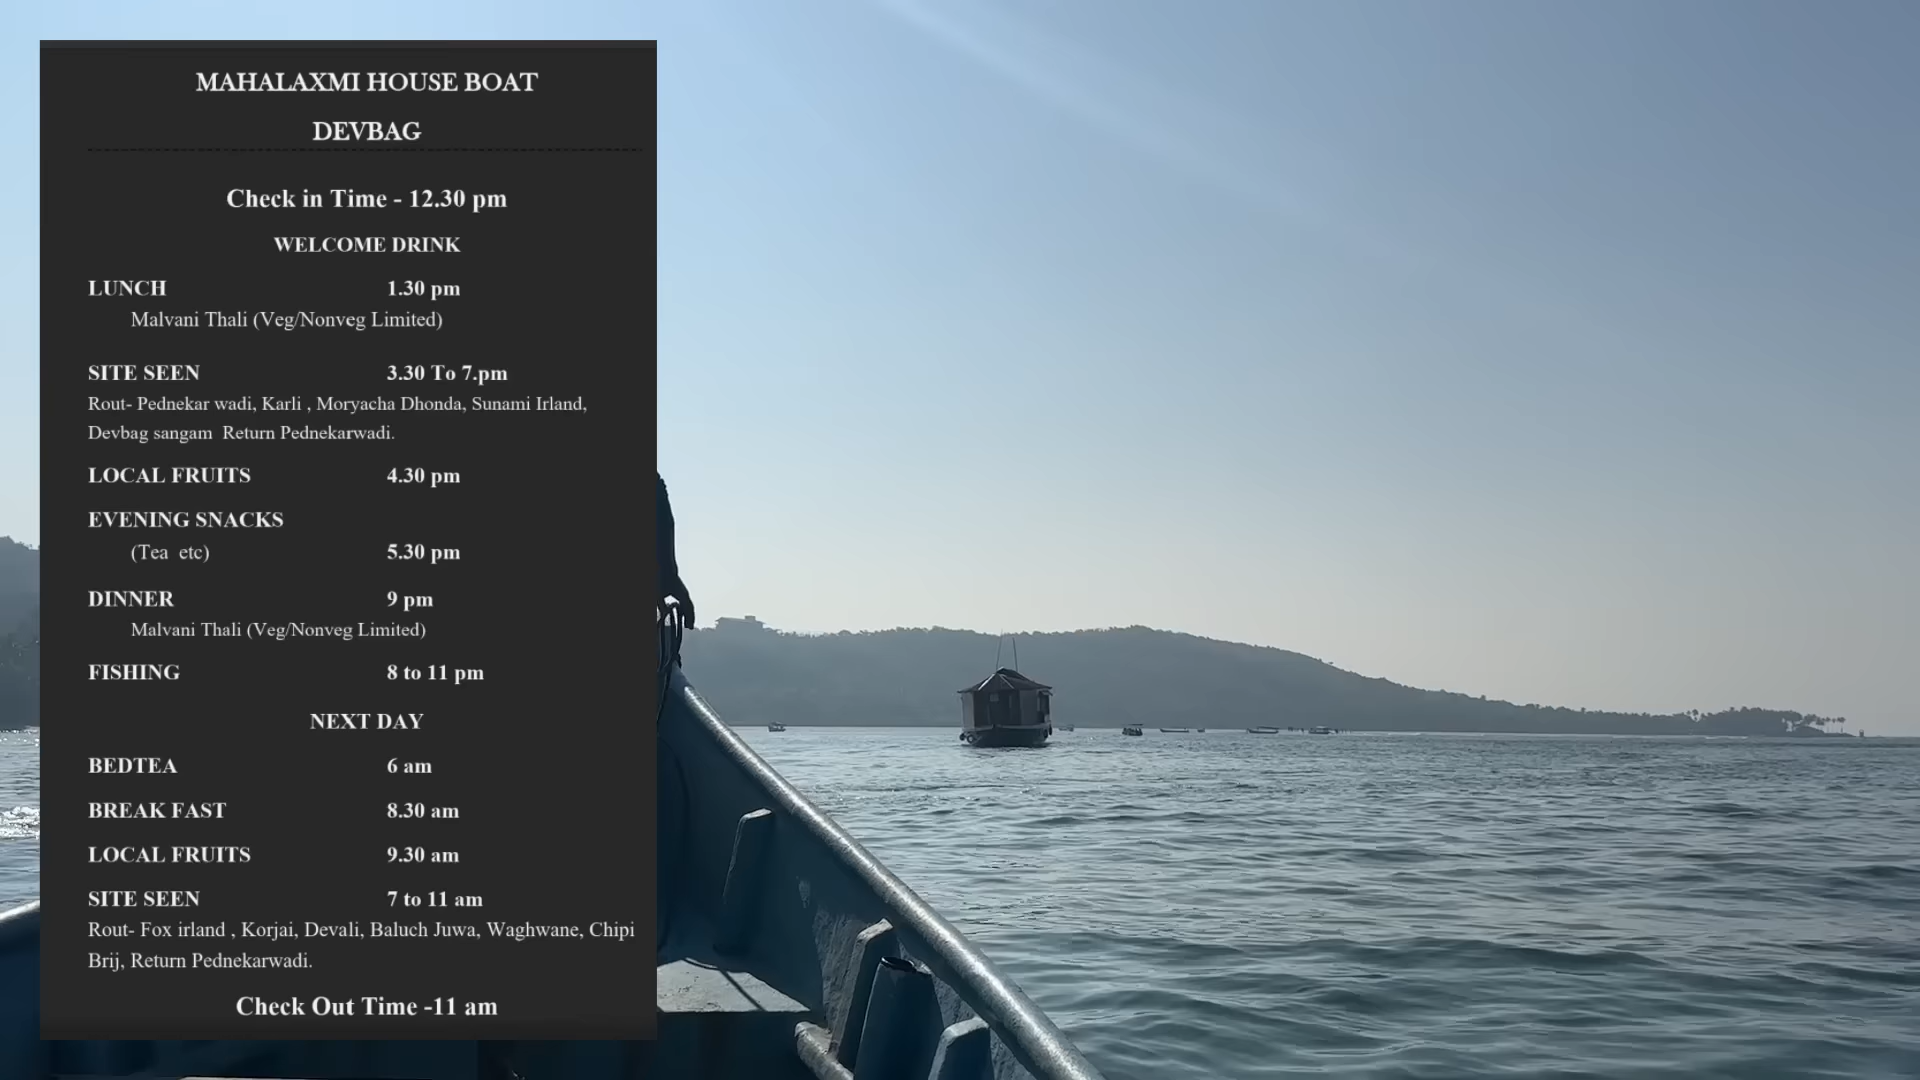 MAHALAXMI HOUSE BOAT
DEVBAG
Check in Time - 12.30 pm
WELCOME DRINK
LUNCH 1.30 pm
Malvani Thali (Veg/Nonveg Limited)
SITE SEEN 3.30 To 7.pm
Rout- Pednekar wadi, Karli , Moryacha Dhonda, Sunami Irland,
Devbag sangam Return Pednekarwadi.
LOCAL FRUITS 4.30 pm
EVENING SNACKS
(Tea etc) 5.30 pm
DINNER 9 pm
Malvani Thali (Veg/Nonveg Limited)
FISHING 8 to 11 pm
NEXT DAY
BEDTEA 6 am
BREAK FAST 8.30 am
LOCAL FRUITS 9.30 am
SITE SEEN 7 to 11 am
Rout- Fox irland , Korjai, Devali, Baluch Juwa, Waghwane, Chipi
Brij, Return Pednekarwadi.
Check Out Time -11 am